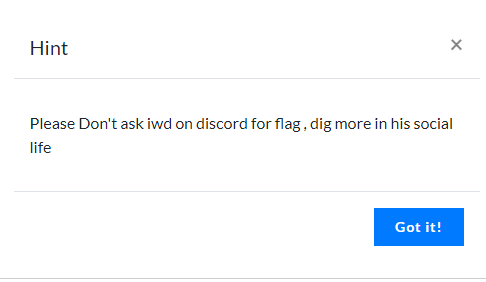 Hint
×
Please Don't ask iwd on discord for flag , dig more in his social
life
Got it!